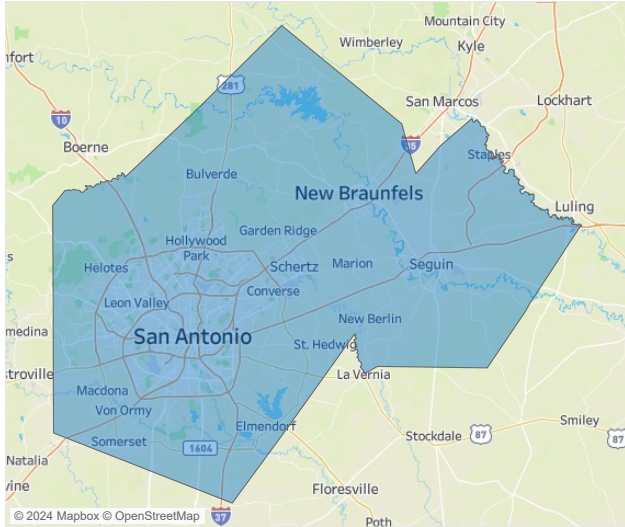 Mountain City
Wimberley
Kyle
nfort
281
San Marcos
Lockhart
10
35
Boerne
Staples
Bulverde
New Braunfels
Luling
Garden Ridge
Hollywood
Park
s
Helotes
Schertz
Marion
Seguin
Converse
Leon Valley
New Berlin
medina
San Antonio
St. Hedwig
stroville
La Vernia
Macdona
Von Ormy
Smiley
Elmendorf
Stockdale
87
87
Somerset
1604
Natalia
vine
Floresville
© 2024 Mapbox © OpenStreetMap
37
Poth